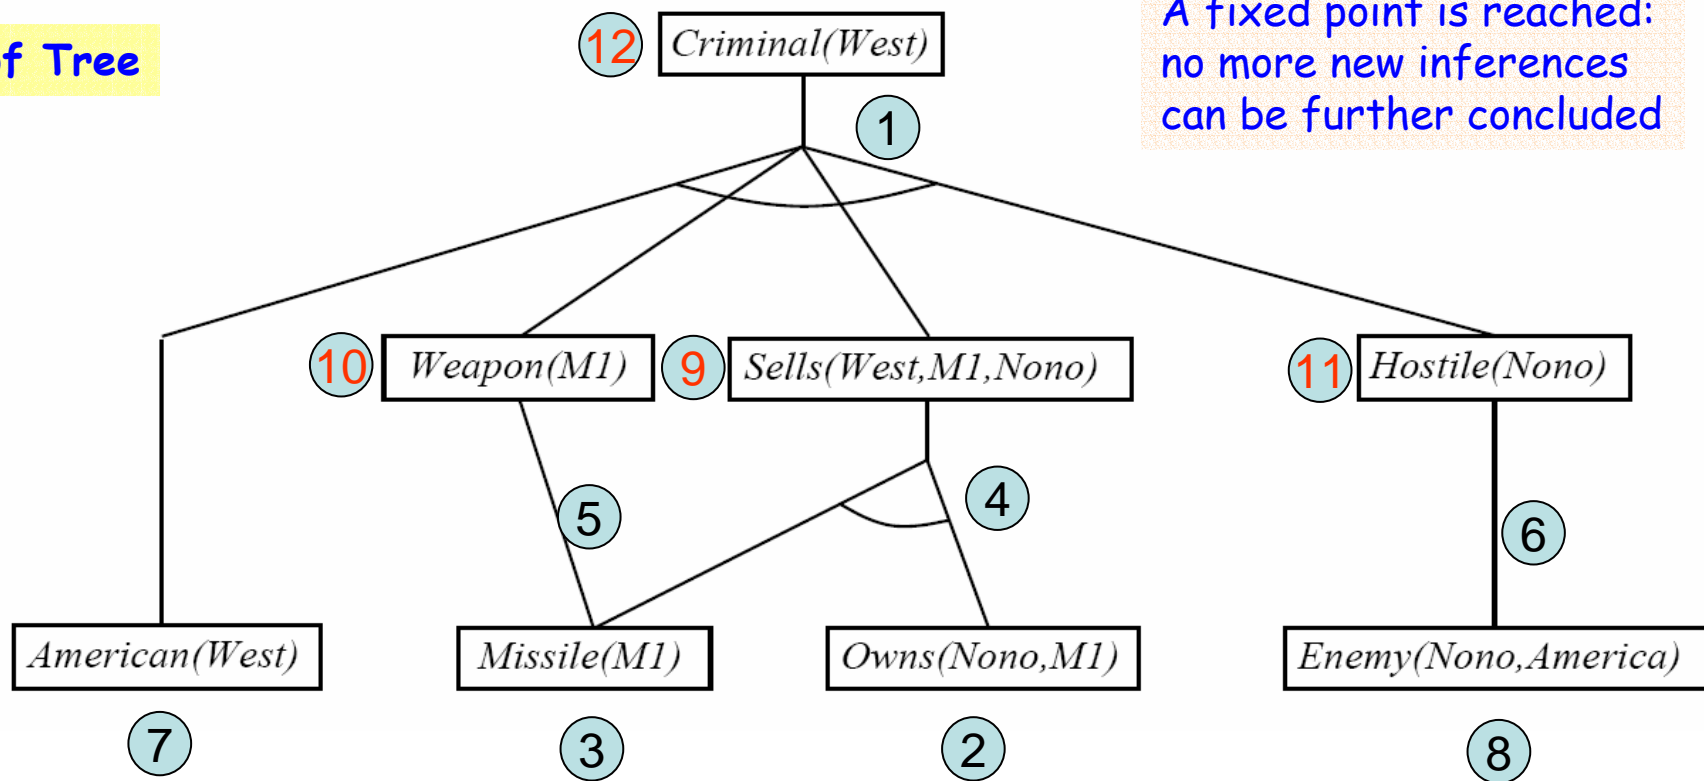 f Tree
A fixed point is reached:
no more new inferences
can be further concluded
12 Criminal(West)
1
10 Weapon(M1) 9 Sells(West,M1,Nono) 11 Hostile(Nono)
5 4 6
American(West) Missile(M1) Owns(Nono,M1) Enemy(Nono,America)
7 3 2 8